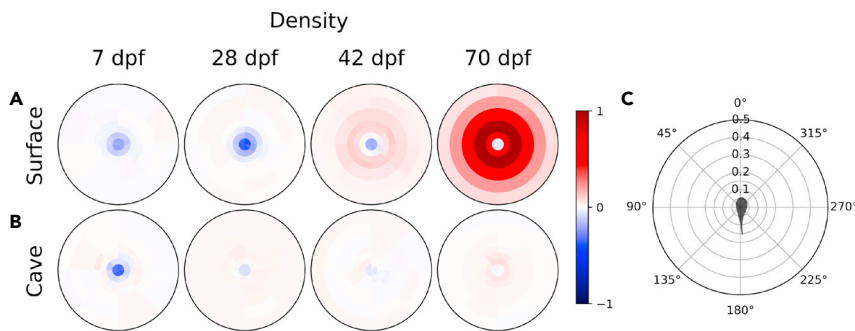 Density
7 dpf
28 dpf
42 dpf
70 dpf
A
Surface
B
Cave
1
0
−1
C
0°
0.5
0.4
0.3
0.2
0.1
45°
315°
90°
270°
135°
225°
180°